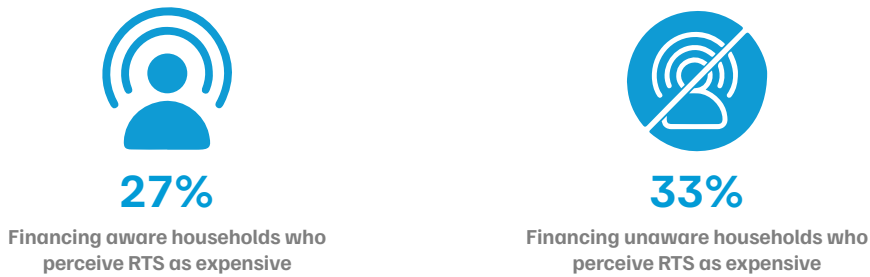 27%
Financing aware households who
perceive RTS as expensive
33%
Financing unaware households who
perceive RTS as expensive